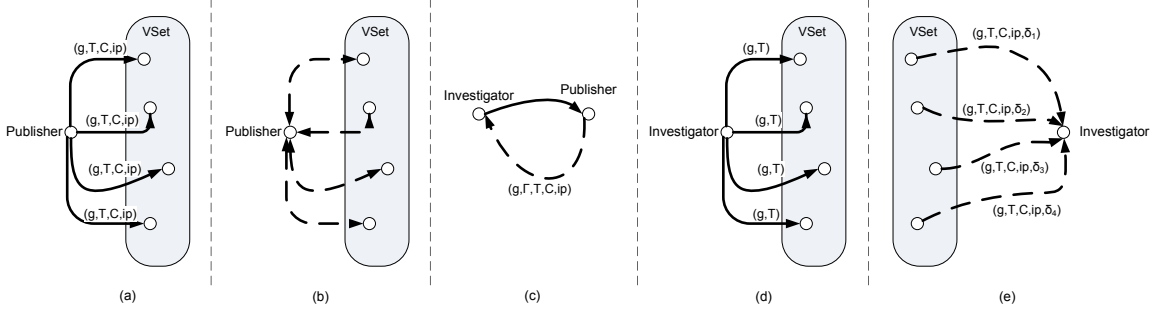 VSet
(g,T,C,ip)
(g,T,C,ip)
Publisher
(g,T,C,ip)
(g,T,C,ip)
(a)
VSet
Publisher
(b)
Investigator
Publisher
(g,Γ,T,C,ip)
(c)
VSet
(g,T)
(g,T)
Investigator
(g,T)
(g,T)
(d)
VSet
(g,T,C,ip,δ₁)
(g,T,C,ip,δ₂)
Investigator
(g,T,C,ip,δ₃)
(g,T,C,ip,δ₄)
(e)